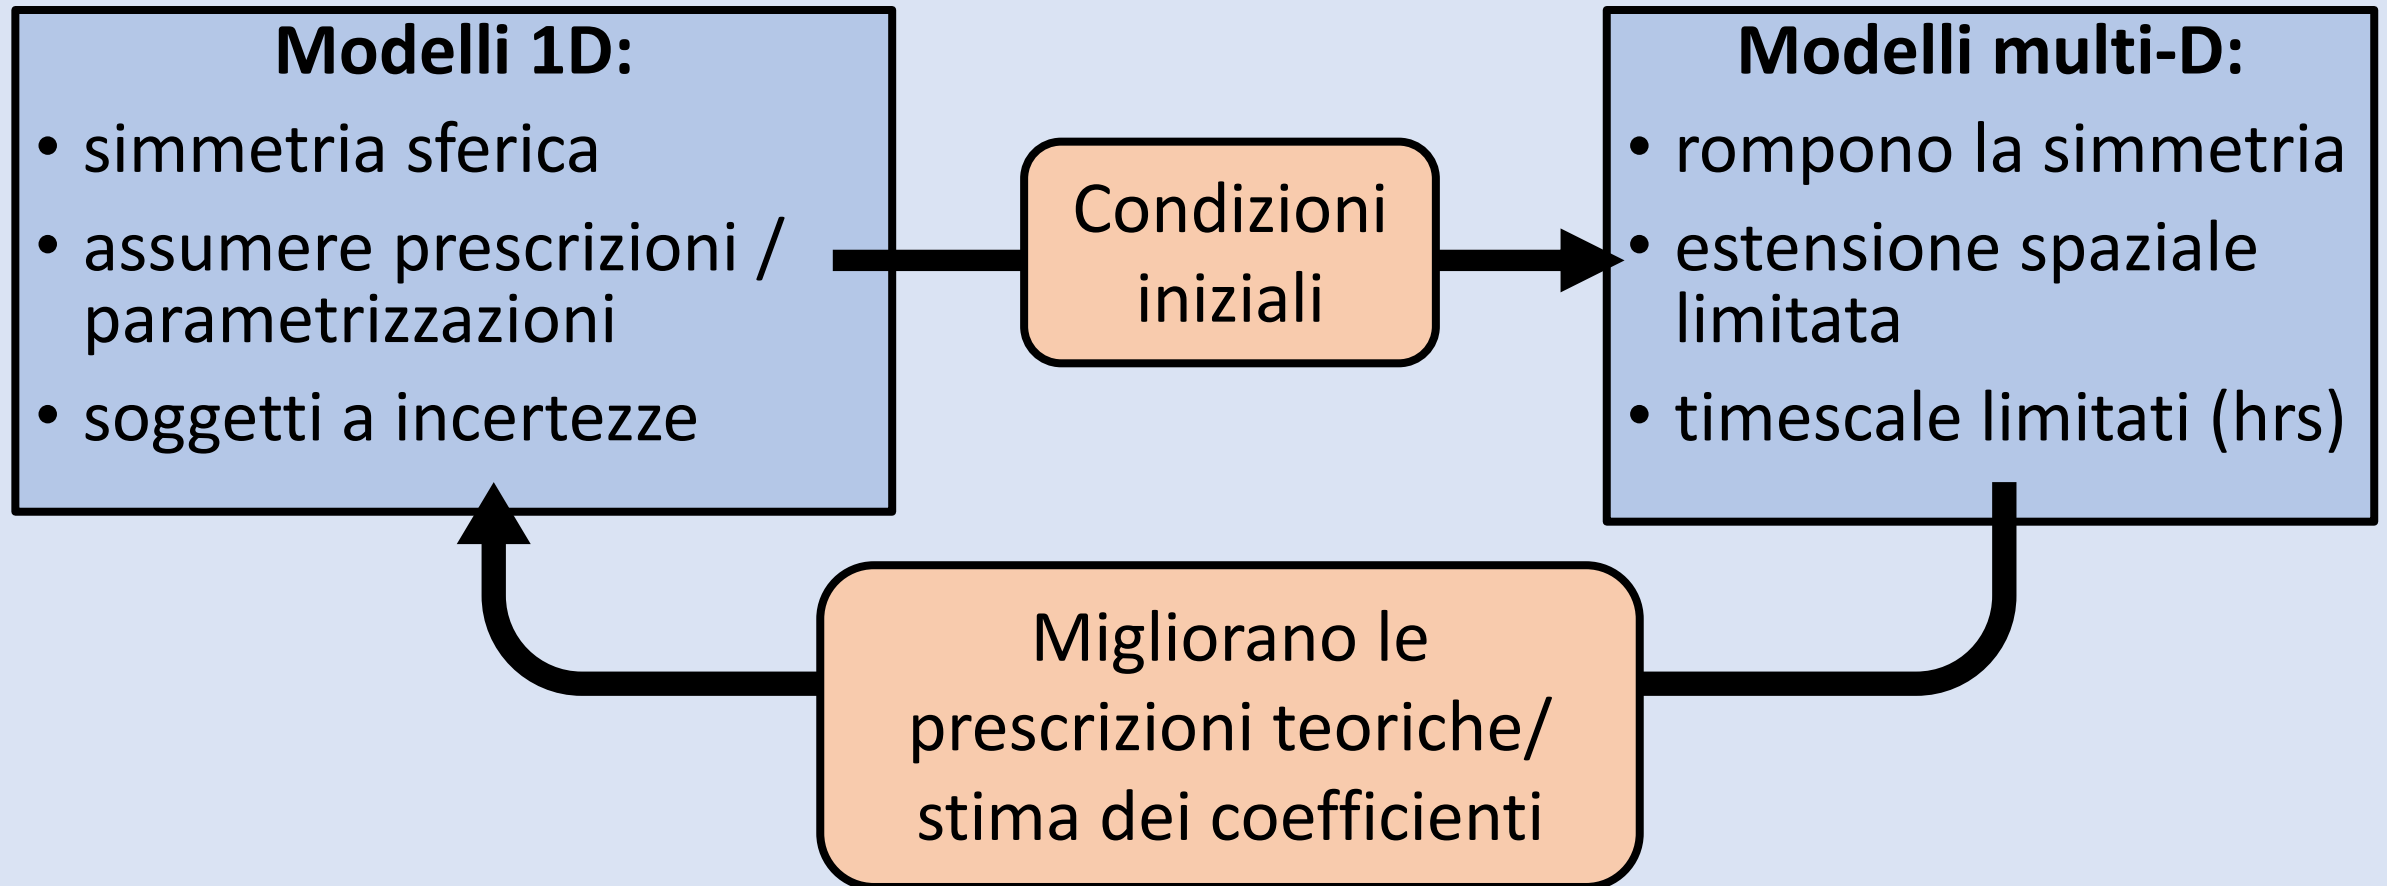 Modelli 1D:
• simmetria sferica
• assumere prescrizioni /
parametrizzazioni
• soggetti a incertezze
Condizioni
iniziali
Modelli multi-D:
• rompono la simmetria
• estensione spaziale
limitata
• timescale limitati (hrs)
Migliorano le
prescrizioni teoriche/
stima dei coefficienti